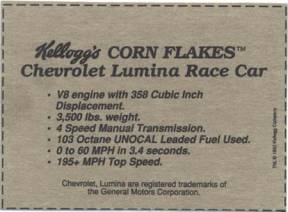 Kellogg's CORN FLAKES™
Chevrolet Lumina Race Car
• V8 engine with 358 Cubic Inch
Displacement.
• 3,500 lbs. weight.
• 4 Speed Manual Transmission.
• 103 Octane UNOCAL Leaded Fuel Used.
• 0 to 60 MPH in 3.4 seconds.
• 195+ MPH Top Speed.
Chevrolet, Lumina are registered trademarks of
the General Motors Corporation.
Kellogg Company